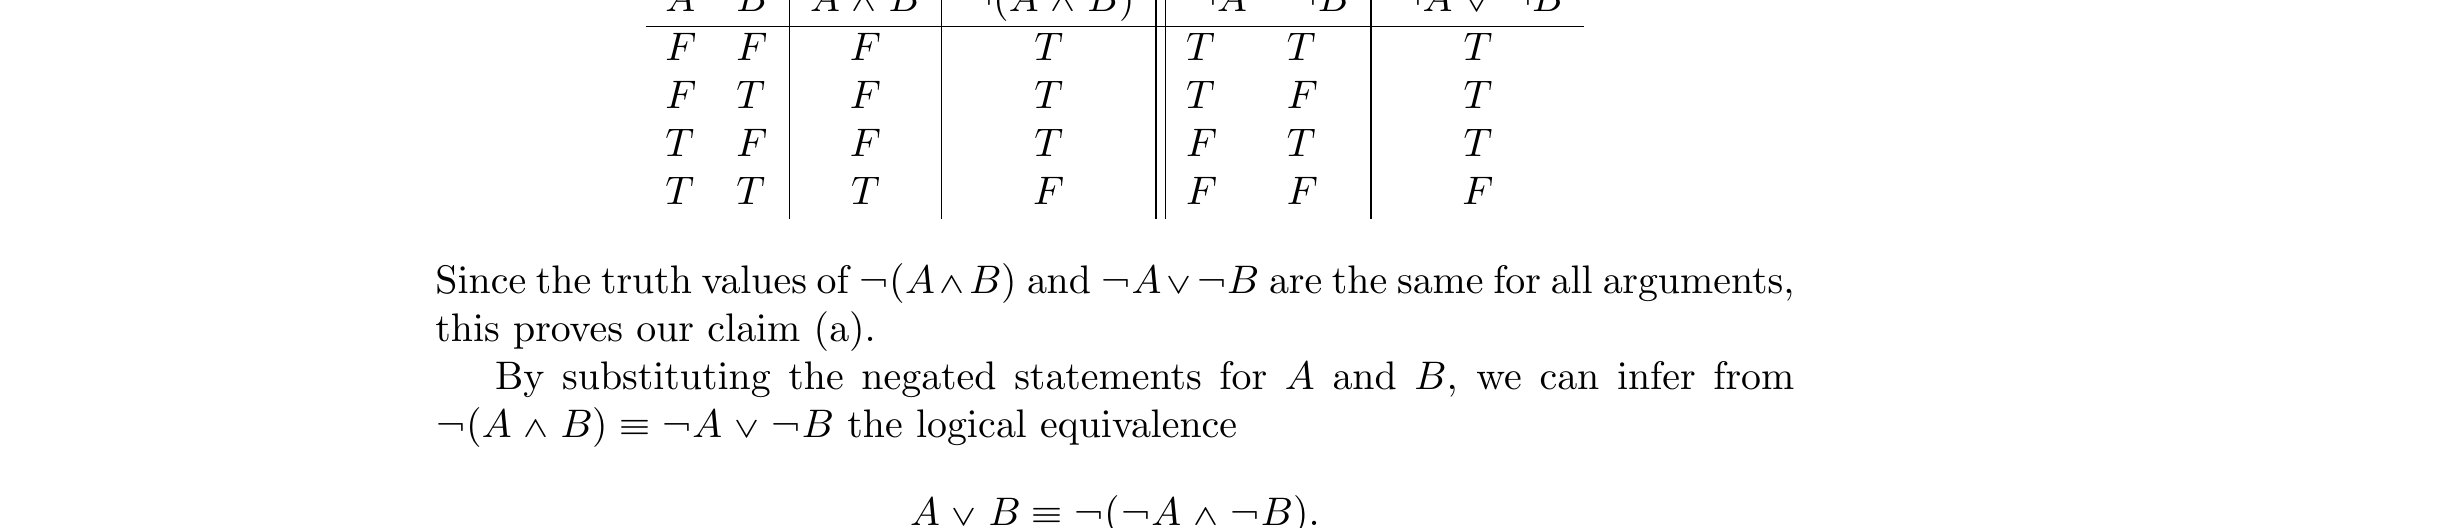 A B A ∧ B ¬(A ∧ B) ¬A ¬B ¬A ∨ ¬B
F F F T T T T
F T F T T F T
T F F T F T T
T T T F F F F
Since the truth values of ¬(A ∧ B) and ¬A ∨ ¬B are the same for all arguments,
this proves our claim (a).
By substituting the negated statements for A and B, we can infer from
¬(A ∧ B) ≡ ¬A ∨ ¬B the logical equivalence
A ∨ B ≡ ¬(¬A ∧ ¬B).